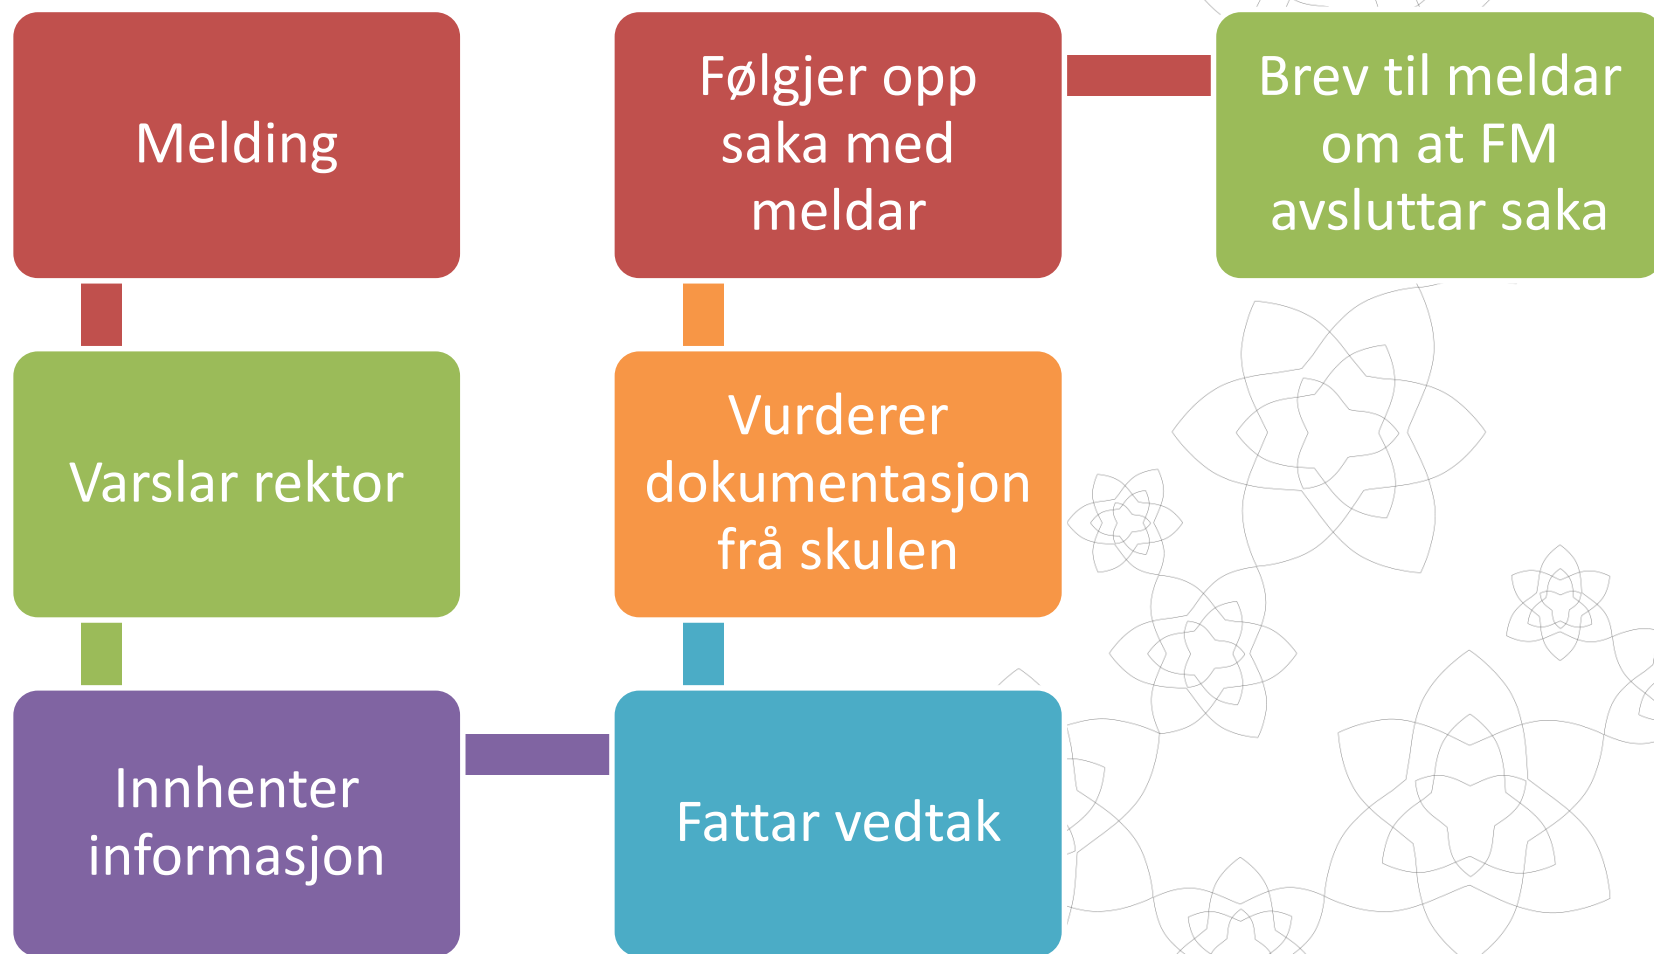 Melding
Varslar rektor
Innhenter
informasjon
Fattar vedtak
Vurderer
dokumentasjon
frå skulen
Følgjer opp
saka med
meldar
Brev til meldar
om at FM
avsluttar saka